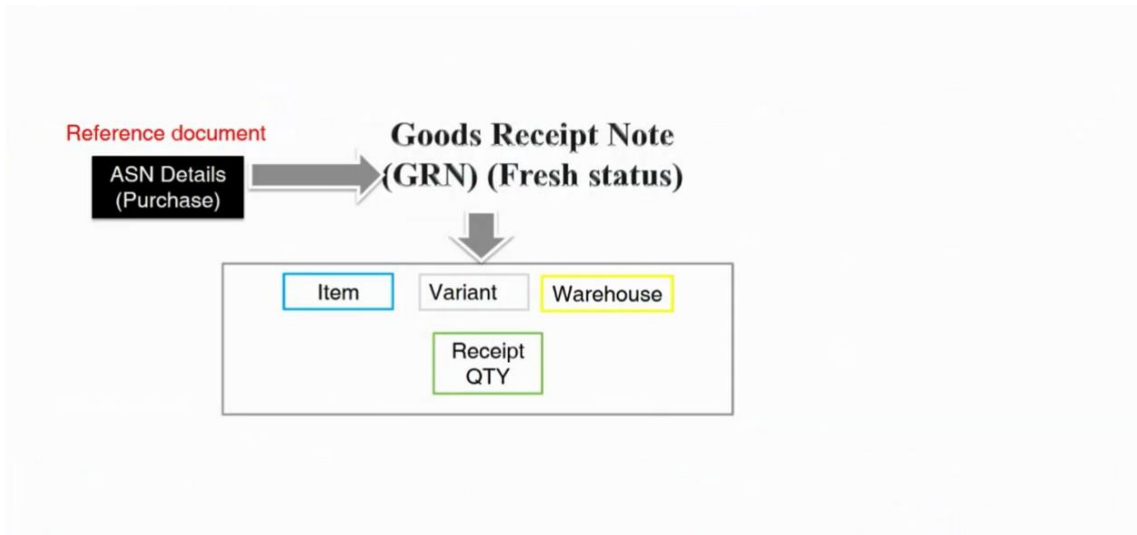 Reference document
ASN Details
(Purchase)
Goods Receipt Note
(GRN) (Fresh status)
Item
Variant
Warehouse
Receipt
QTY